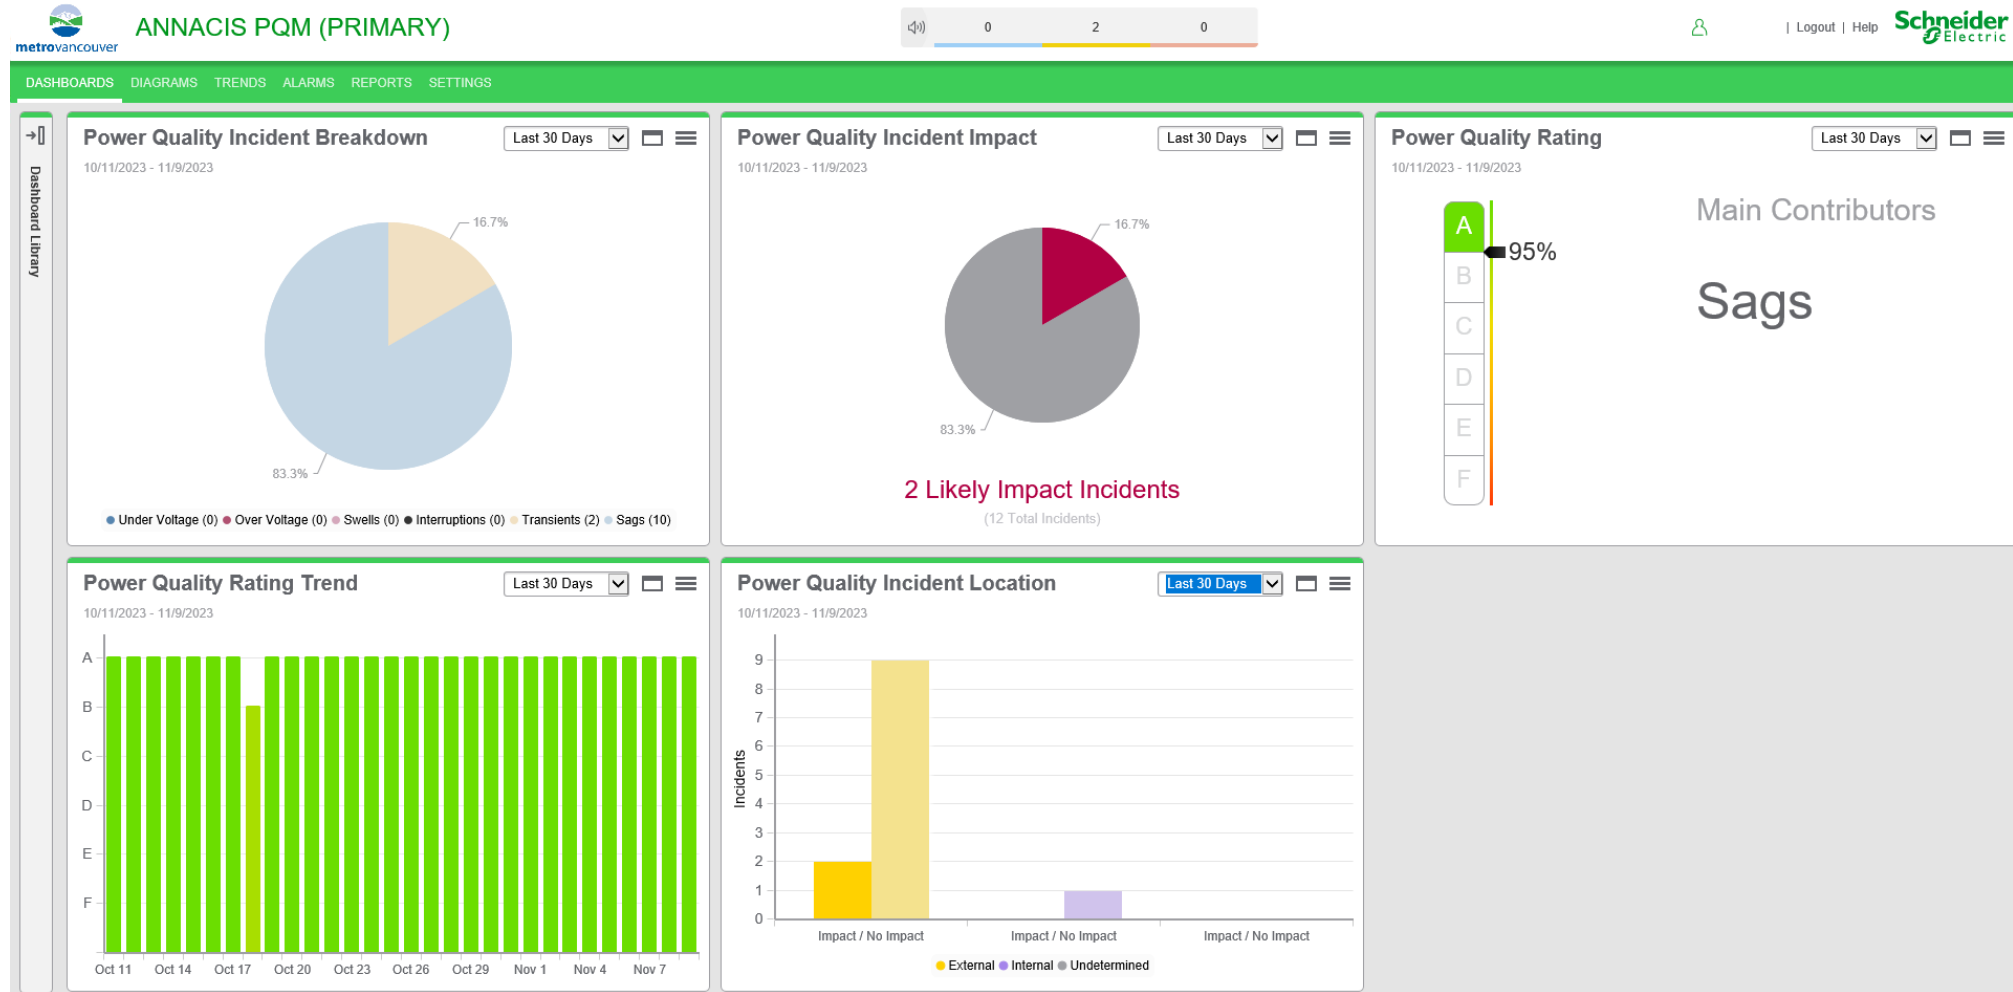 metrovancouver
ANNACIS PQM (PRIMARY)
0 2 0
| Logout | Help
Schneider
Electric
DASHBOARDS DIAGRAMS TRENDS ALARMS REPORTS SETTINGS
Dashboard Library
Power Quality Incident Breakdown
Last 30 Days
10/11/2023 - 11/9/2023
16.7%
83.3%
Under Voltage (0) Over Voltage (0) Swells (0) Interruptions (0) Transients (2) Sags (10)
Power Quality Incident Impact
Last 30 Days
10/11/2023 - 11/9/2023
16.7%
83.3%
2 Likely Impact Incidents
(12 Total Incidents)
Power Quality Rating
Last 30 Days
10/11/2023 - 11/9/2023
A
B
C
D
E
F
95%
Main Contributors
Sags
Power Quality Rating Trend
Last 30 Days
10/11/2023 - 11/9/2023
A
B
C
D
E
F
Oct 11 Oct 14 Oct 17 Oct 20 Oct 23 Oct 26 Oct 29 Nov 1 Nov 4 Nov 7
Power Quality Incident Location
Last 30 Days
10/11/2023 - 11/9/2023
Incidents
9
8
7
6
5
4
3
2
1
0
Impact / No Impact Impact / No Impact Impact / No Impact
External Internal Undetermined